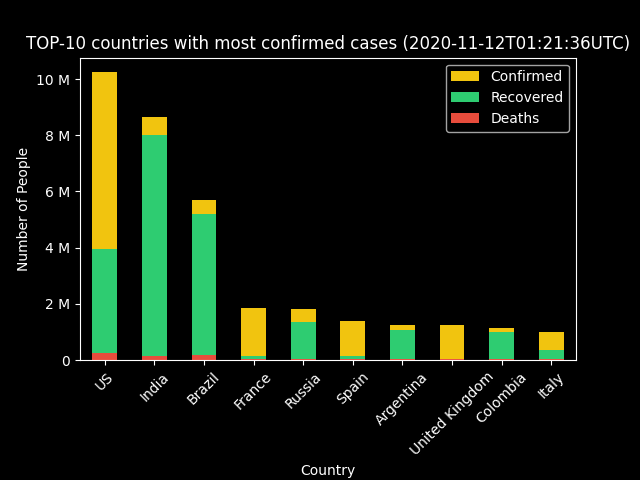 TOP-10 countries with most confirmed cases (2020-11-12T01:21:36UTC)
Confirmed
Recovered
Deaths
Number of People
10 M
8 M
6 M
4 M
2 M
0
US
India
Brazil
France
Russia
Spain
Argentina
United Kingdom
Colombia
Italy
Country